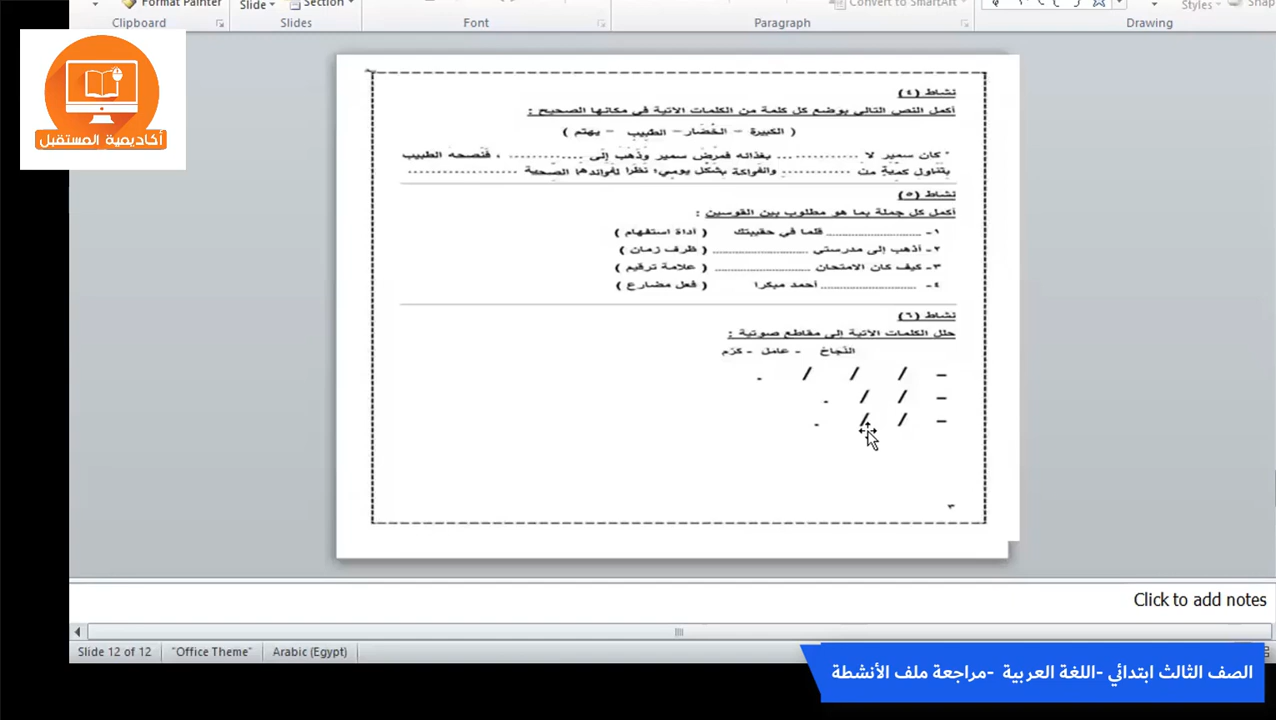 Format Painter
Slide
Section
Convert to SmartArt
Styles
Clipboard
Slides
Font
Paragraph
Drawing
أكاديمية المستقبل
نشاط (٤)
أكمل النص التالي بوضع كل كلمة من الكلمات الآتية في مكانها الصحيح :
( الكبيرة – الخضار– الطبيب – يهتم )
" كان سمير لا ............... بغذائه فمرض سمير وذهب إلى ............... ، فنصحه الطبيب
بتناول كمية من ............... والفواكة بشكل يومي؛ نظرا لفوائدها الصحية ...............
نشاط (٥)
أكمل كل جملة بما هو مطلوب بين القوسين :
١- ............... قلما في حقيبتك ( أداة استفهام )
٢- أذهب إلى مدرستي ............... ( ظرف زمان )
٣- كيف كان الامتحان ............... ( علامة ترقيم )
٤- ............... أحمد مبكرا ( فعل مضارع )
نشاط (٦)
حلل الكلمات الآتية إلى مقاطع صوتية :
النجاح - عامل - كرم
– / / / .
– / / .
– / / .
٣
Click to add notes
Slide 12 of 12
"Office Theme"
Arabic (Egypt)
الصف الثالث ابتدائي -اللغة العربية -مراجعة ملف الأنشطة